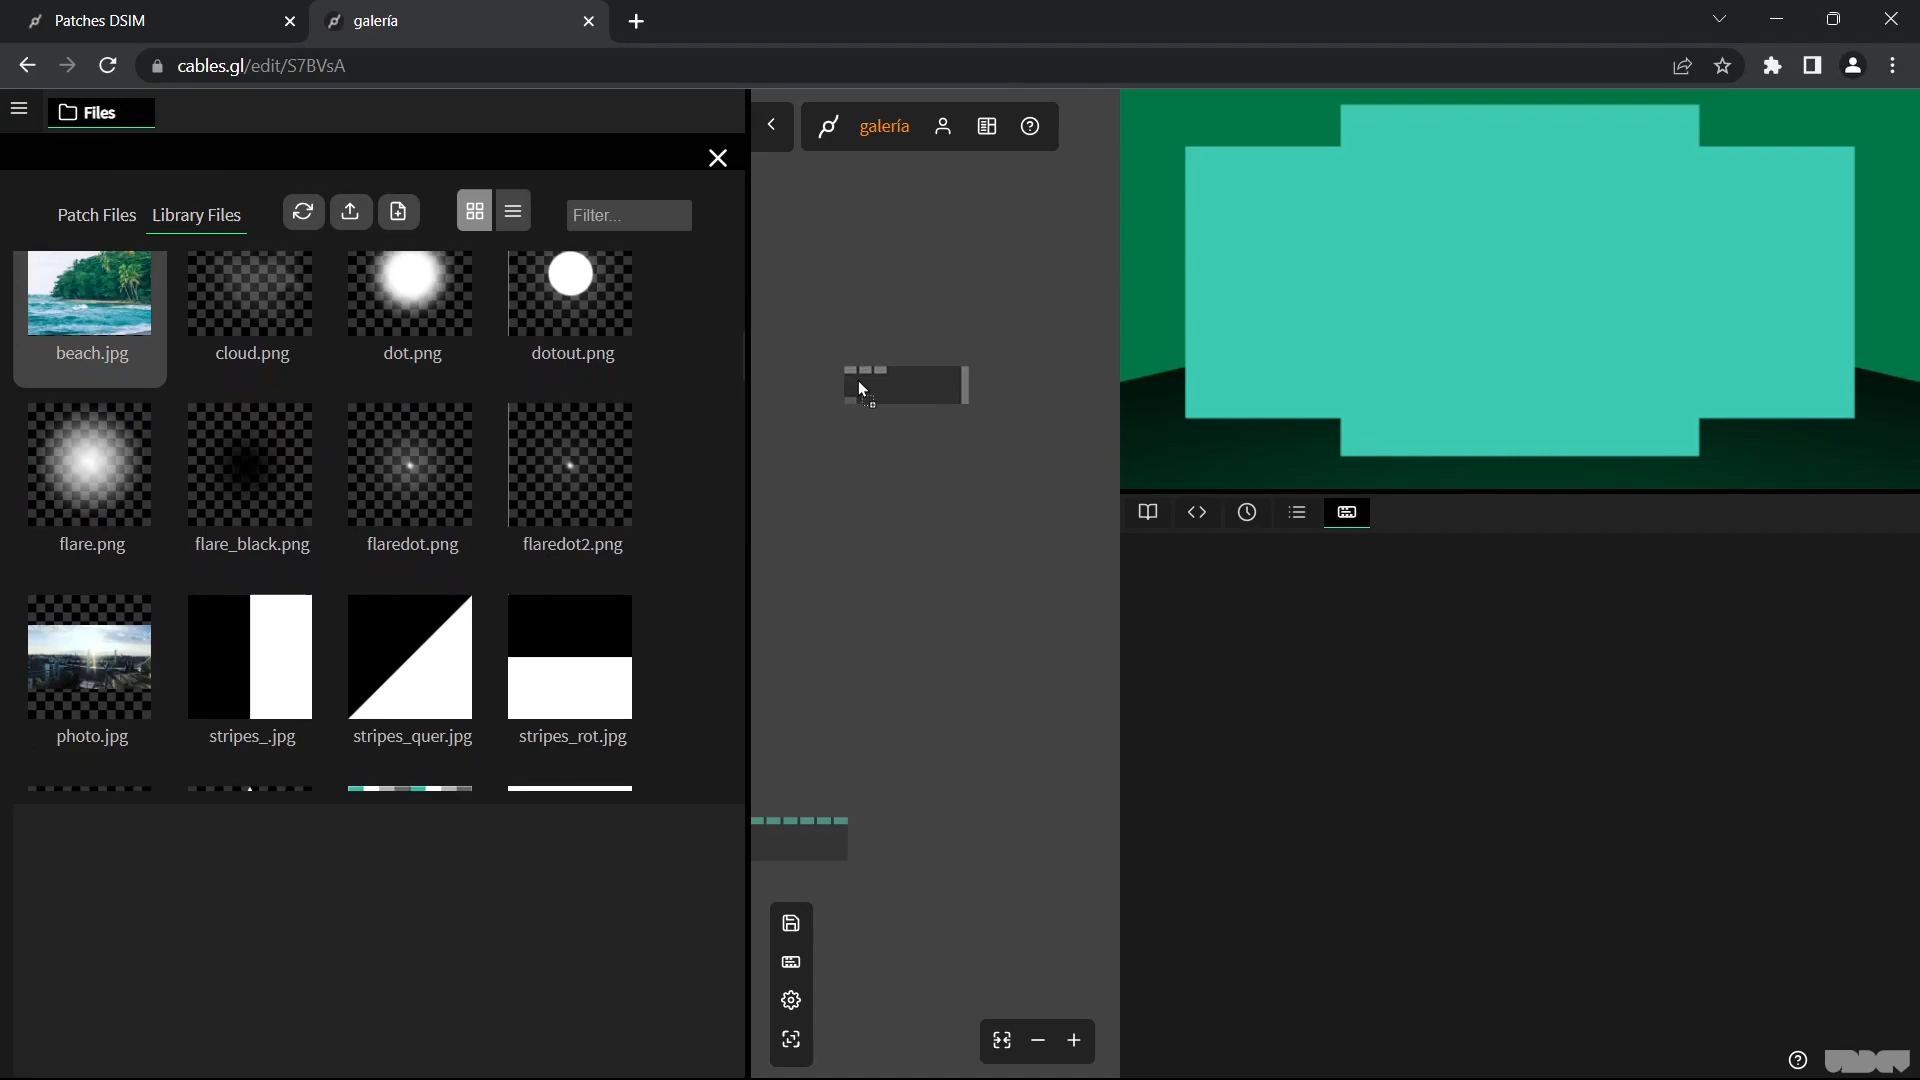 Patches DSIM
galería
cables.gl/edit/S7BVsA
Files
galería
Patch Files
Library Files
Filter...
beach.jpg
cloud.png
dot.png
dotout.png
flare.png
flare_black.png
flaredot.png
flaredot2.png
photo.jpg
stripes_.jpg
stripes_quer.jpg
stripes_rot.jpg